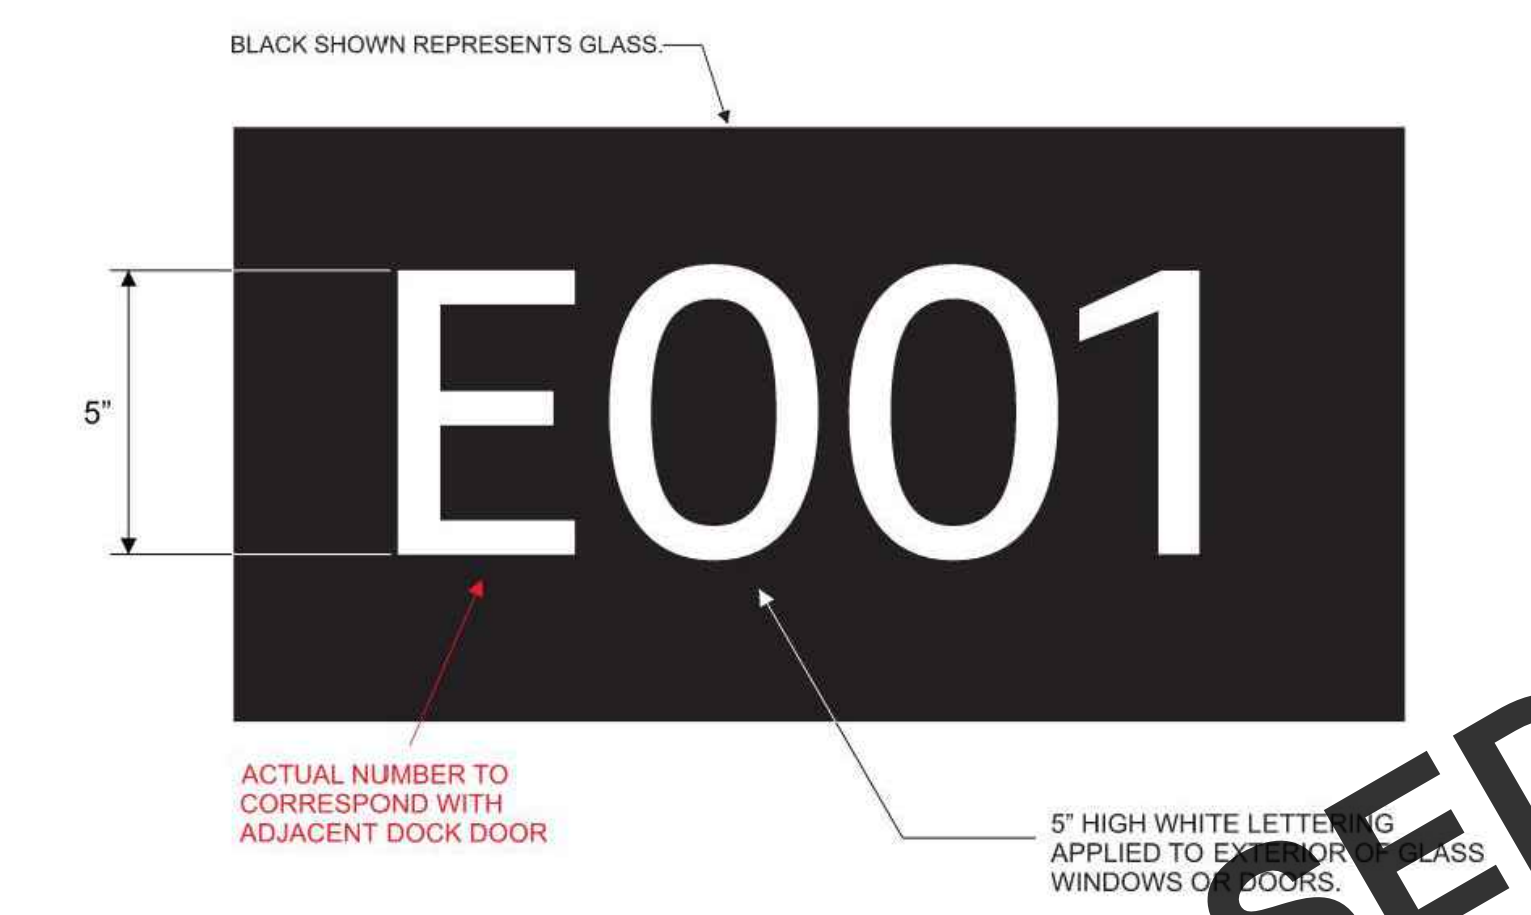 BLACK SHOWN REPRESENTS GLASS.
E001
5”
ACTUAL NUMBER TO
CORRESPOND WITH
ADJACENT DOCK DOOR
5” HIGH WHITE LETTERING
APPLIED TO EXTERIOR OF GLASS
WINDOWS OR DOORS.